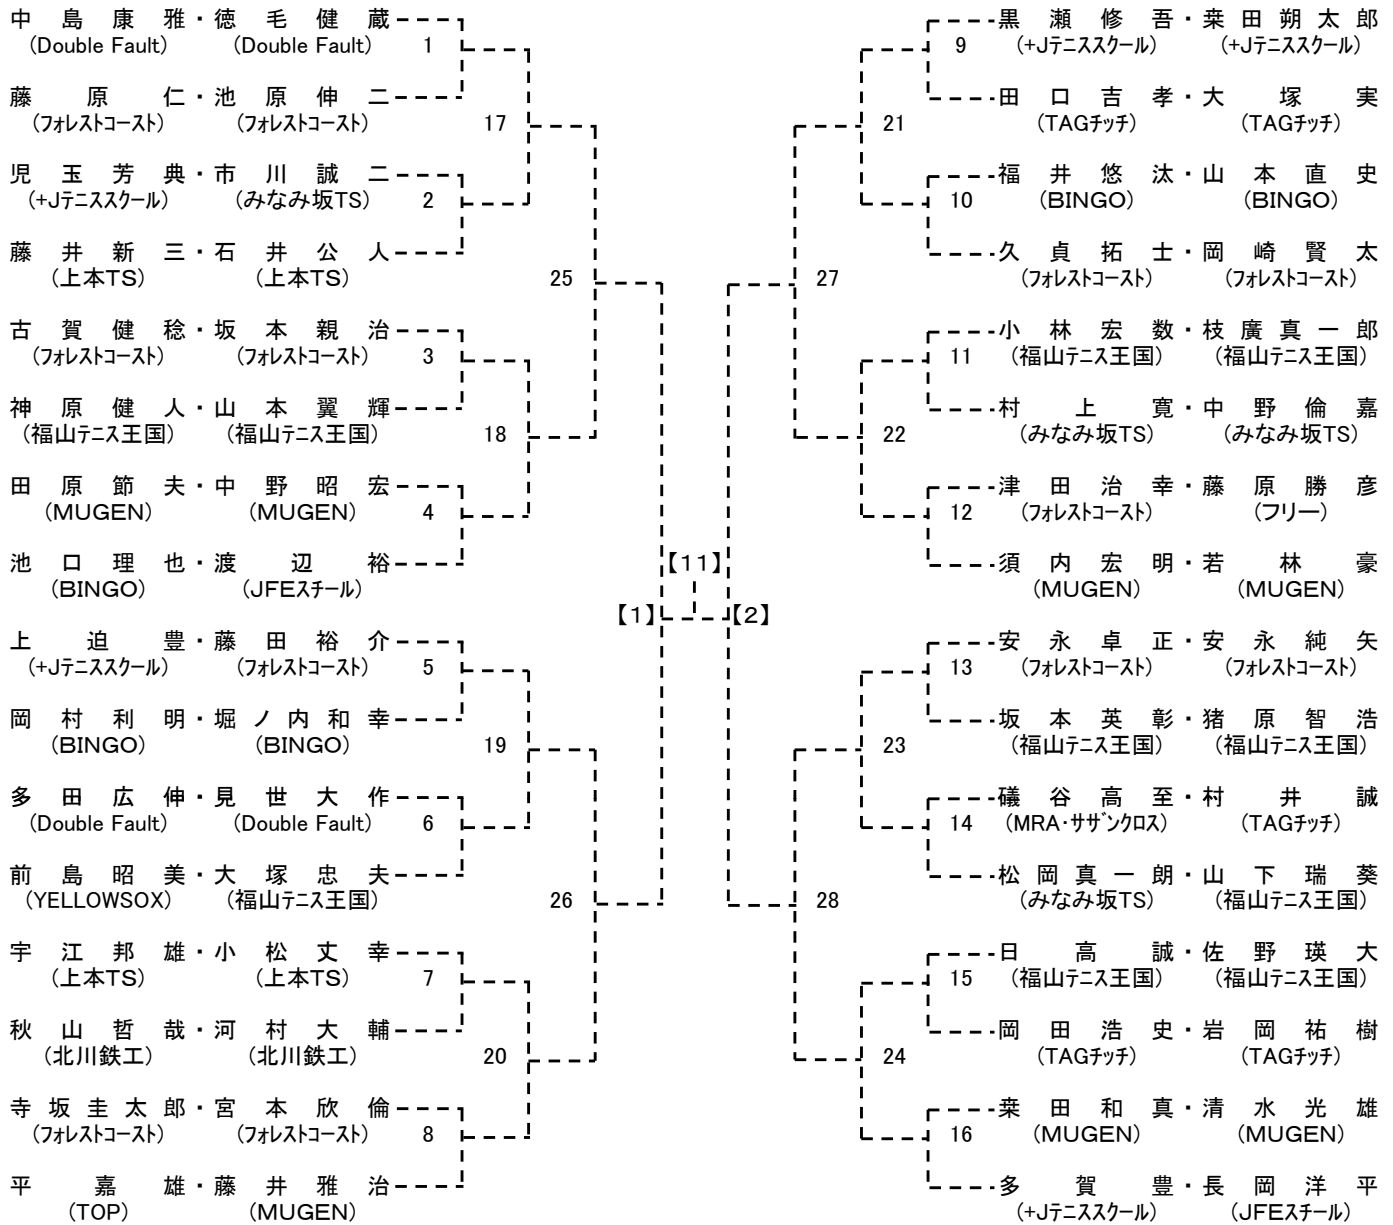 中島康雅・徳毛健蔵
(Double Fault) (Double Fault) 1
藤原仁・池原伸二
(フォレストコースト) (フォレストコースト) 17
児玉芳典・市川誠二
(+Jテニススクール) (みなみ坂TS) 2
藤井新三・石井公人
(上本TS) (上本TS) 25
古賀健稔・坂本親治
(フォレストコースト) (フォレストコースト) 3
神原健人・山本翼輝
(福山テニス王国) (福山テニス王国) 18
田原節夫・中野昭宏
(MUGEN) (MUGEN) 4
池口理也・渡辺裕
(BINGO) (JFEスチール)
上迫豊・藤田裕介
(+Jテニススクール) (フォレストコースト) 5
岡村利明・堀ノ内和幸
(BINGO) (BINGO) 19
多田広伸・見世大作
(Double Fault) (Double Fault) 6
前島昭美・大塚忠夫
(YELLOWSOX) (福山テニス王国) 26
宇江邦雄・小松丈幸
(上本TS) (上本TS) 7
秋山哲哉・河村大輔
(北川鉄工) (北川鉄工) 20
寺坂圭太郎・宮本欣倫
(フォレストコースト) (フォレストコースト) 8
平嘉雄・藤井雅治
(TOP) (MUGEN)
【11】
【1】 【2】
黒瀬修吾・桒田朔太郎
9 (+Jテニススクール) (+Jテニススクール)
田口吉孝・大塚実
21 (TAGチッチ) (TAGチッチ)
福井悠汰・山本直史
10 (BINGO) (BINGO)
久貞拓士・岡崎賢太
27 (フォレストコースト) (フォレストコースト)
小林宏数・枝廣真一郎
11 (福山テニス王国) (福山テニス王国)
村上寛・中野倫嘉
22 (みなみ坂TS) (みなみ坂TS)
津田治幸・藤原勝彦
12 (フォレストコースト) (フリー)
須内宏明・若林豪
(MUGEN) (MUGEN)
安永卓正・安永純矢
13 (フォレストコースト) (フォレストコースト)
坂本英彰・猪原智浩
23 (福山テニス王国) (福山テニス王国)
礒谷高至・村井誠
14 (MRA・サザンクロス) (TAGチッチ)
松岡真一朗・山下瑞葵
28 (みなみ坂TS) (福山テニス王国)
日高誠・佐野瑛大
15 (福山テニス王国) (福山テニス王国)
岡田浩史・岩岡祐樹
24 (TAGチッチ) (TAGチッチ)
桒田和真・清水光雄
16 (MUGEN) (MUGEN)
多賀豊・長岡洋平
(+Jテニススクール) (JFEスチール)